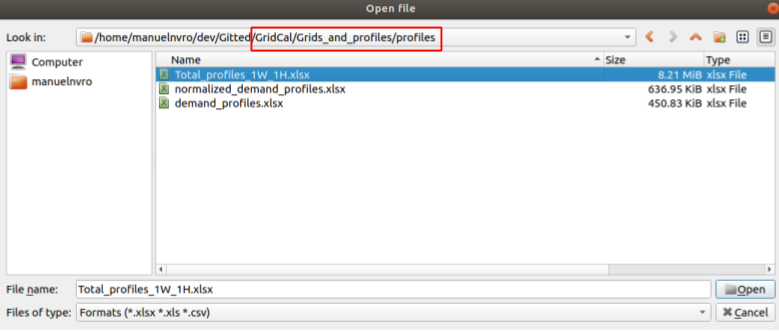 Open file
Look in: /home/manuelnvro/dev/Gitted/GridCal/Grids_and_profiles/profiles
Computer
manuelnvro
Name Size Type
Total_profiles_1W_1H.xlsx 8.21 MiB xlsx File
normalized_demand_profiles.xlsx 636.95 KiB xlsx File
demand_profiles.xlsx 450.83 KiB xlsx File
File name: Total_profiles_1W_1H.xlsx Open
Files of type: Formats (*.xlsx *.xls *.csv) Cancel